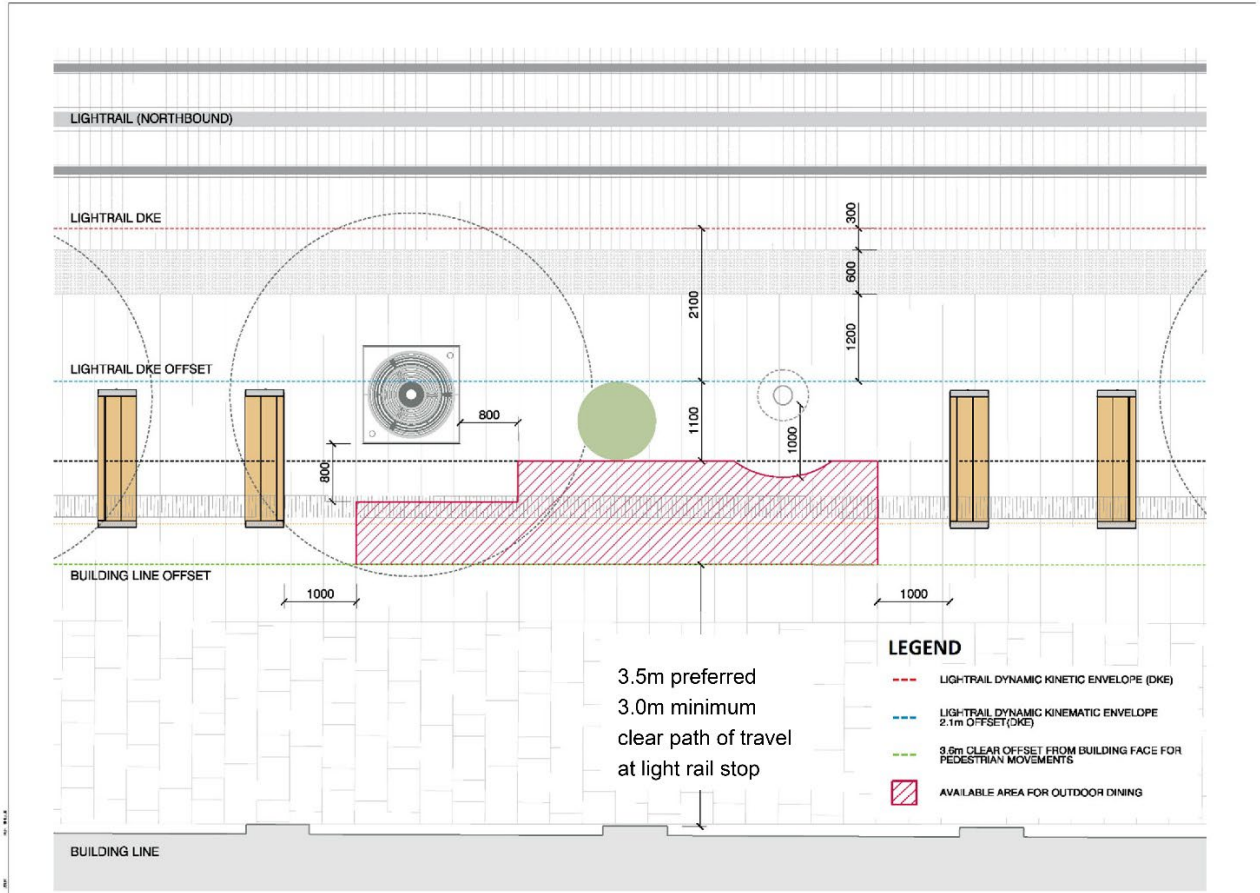 LIGHTRAIL (NORTHBOUND)
LIGHTRAIL DKE
300
600
2100
1200
LIGHTRAIL DKE OFFSET
800
1100
1000
800
BUILDING LINE OFFSET
1000
1000
3.5m preferred
3.0m minimum
clear path of travel
at light rail stop
LEGEND
LIGHTRAIL DYNAMIC KINETIC ENVELOPE (DKE)
LIGHTRAIL DYNAMIC KINEMATIC ENVELOPE
2.1m OFFSET(DKE)
3.6m CLEAR OFFSET FROM BUILDING FACE FOR
PEDESTRIAN MOVEMENTS
AVAILABLE AREA FOR OUTDOOR DINING
BUILDING LINE